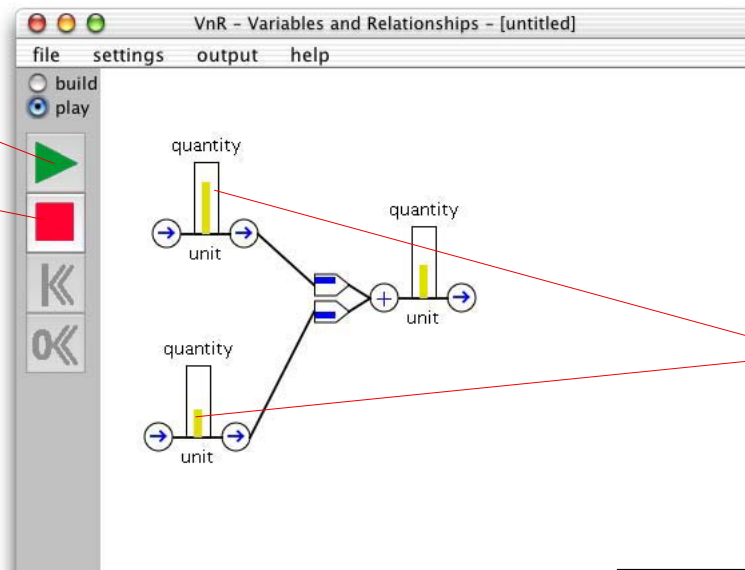 VnR – Variables and Relationships – [untitled]
file settings output help
build
play
quantity
unit
quantity
unit
quantity
unit